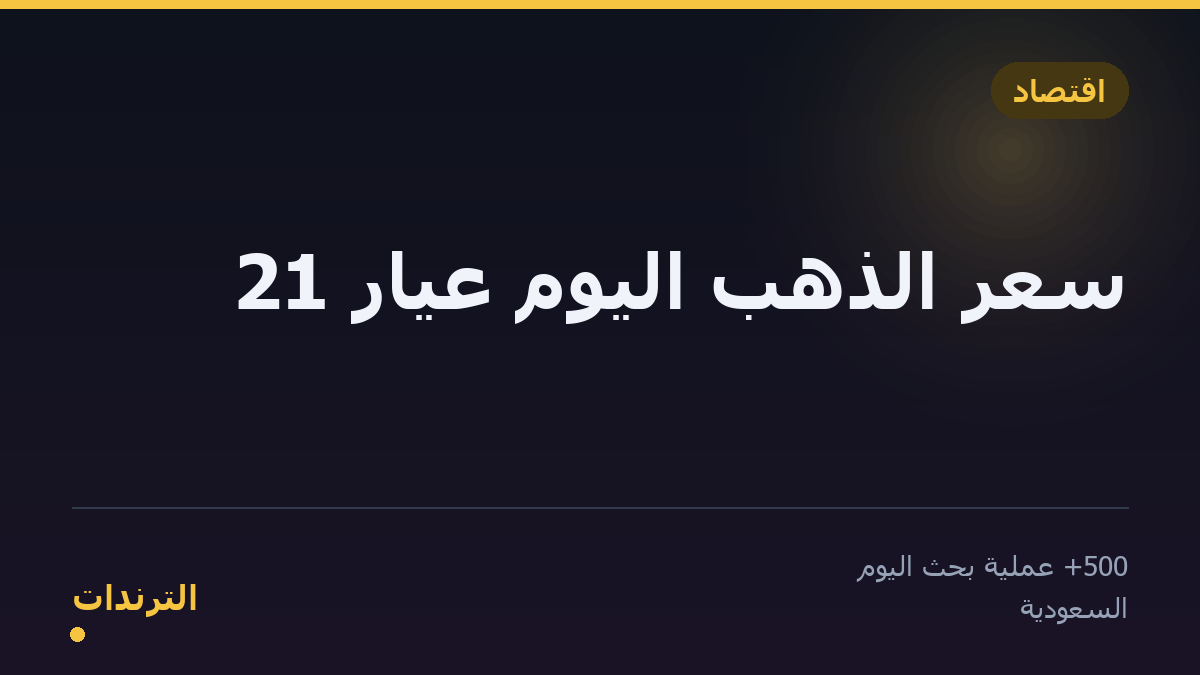 اقتصاد
سعر الذهب اليوم عيار 21
500+ عملية بحث اليوم
السعودية
الترندات